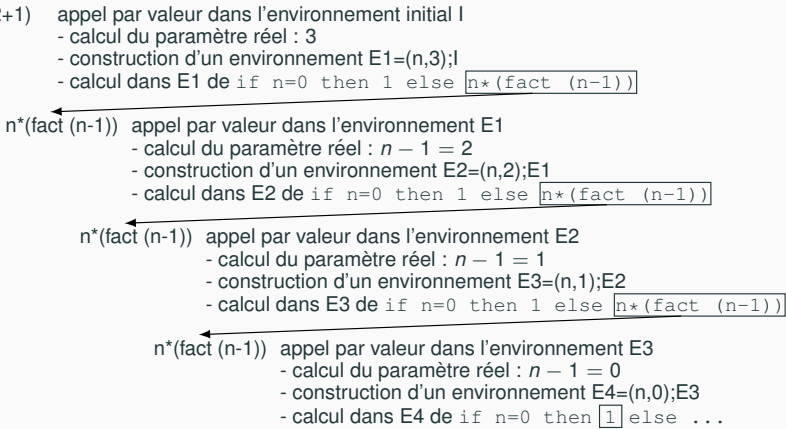 +1) appel par valeur dans l'environnement initial I
- calcul du paramètre réel : 3
- construction d'un environnement E1=(n,3);I
- calcul dans E1 de if n=0 then 1 else n*(fact (n-1))
n*(fact (n-1)) appel par valeur dans l'environnement E1
- calcul du paramètre réel : n − 1 = 2
- construction d'un environnement E2=(n,2);E1
- calcul dans E2 de if n=0 then 1 else n*(fact (n-1))
n*(fact (n-1)) appel par valeur dans l'environnement E2
- calcul du paramètre réel : n − 1 = 1
- construction d'un environnement E3=(n,1);E2
- calcul dans E3 de if n=0 then 1 else n*(fact (n-1))
n*(fact (n-1)) appel par valeur dans l'environnement E3
- calcul du paramètre réel : n − 1 = 0
- construction d'un environnement E4=(n,0);E3
- calcul dans E4 de if n=0 then 1 else ...